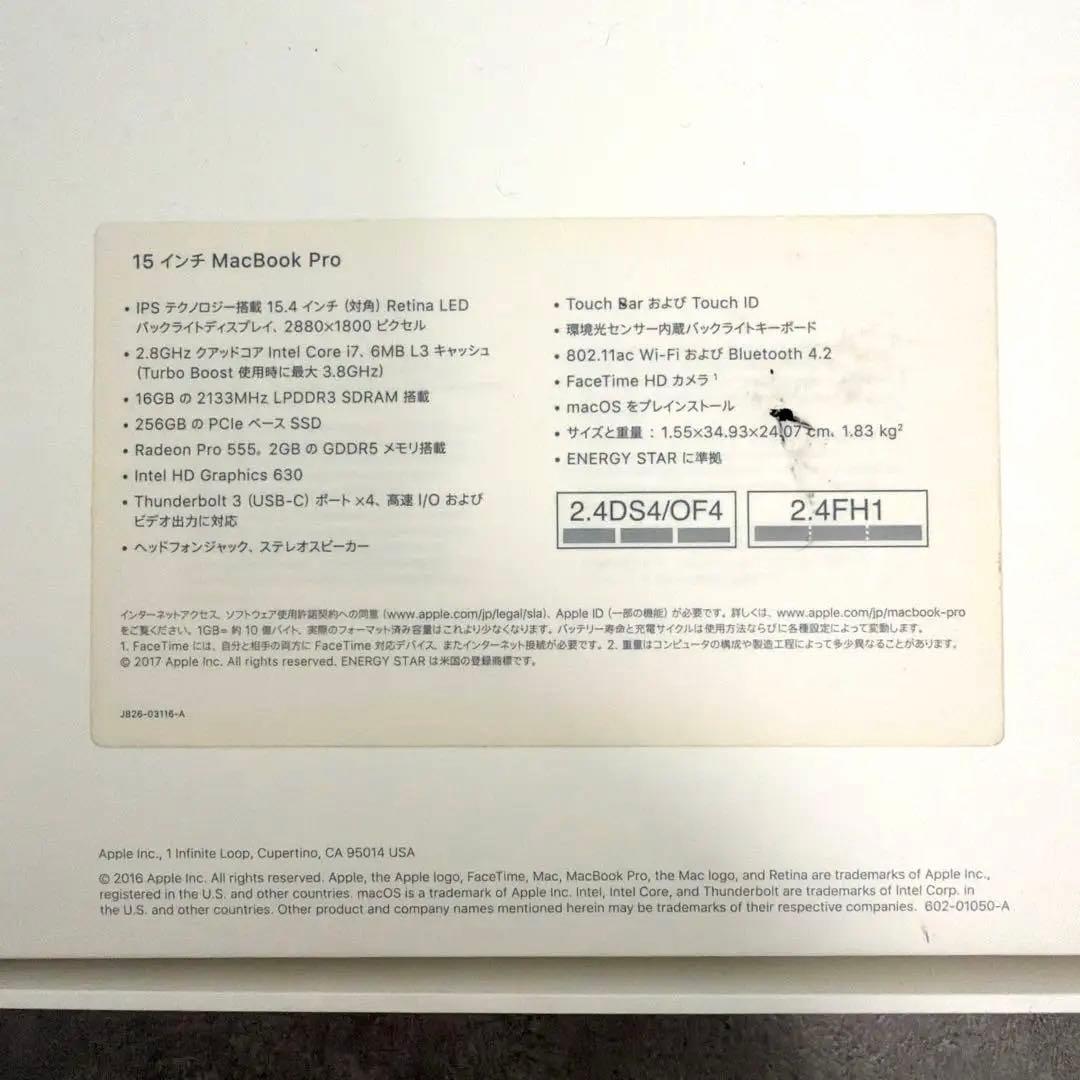 15 インチ MacBook Pro
• IPS テクノロジー搭載 15.4 インチ (対角) Retina LED
バックライトディスプレイ、2880×1800 ピクセル
• 2.8GHz クアッドコア Intel Core i7、6MB L3 キャッシュ
(Turbo Boost 使用時に最大 3.8GHz)
• 16GB の 2133MHz LPDDR3 SDRAM 搭載
• 256GB の PCIe ベース SSD
• Radeon Pro 555。2GB の GDDR5 メモリ搭載
• Intel HD Graphics 630
• Thunderbolt 3 (USB-C) ポート ×4、高速 I/O および
ビデオ出力に対応
• ヘッドフォンジャック、ステレオスピーカー
• Touch Bar および Touch ID
• 環境光センサー内蔵バックライトキーボード
• 802.11ac Wi-Fi および Bluetooth 4.2
• FaceTime HD カメラ ¹
• macOS をプレインストール
• サイズと重量 : 1.55×34.93×24.07 cm、1.83 kg²
• ENERGY STAR に準拠
2.4DS4/OF4
2.4FH1
インターネットアクセス、ソフトウェア使用許諾契約への同意 (www.apple.com/jp/legal/sla)、Apple ID (一部の機能) が必要です。詳しくは、www.apple.com/jp/macbook-pro
をご覧ください。1GB= 約 10 億バイト、実際のフォーマット済み容量はこれより少なくなります。バッテリー寿命と充電サイクルは使用方法ならびに各種設定によって変動します。
1. FaceTime には、自分と相手の両方に FaceTime 対応デバイス、またインターネット接続が必要です。2. 重量はコンピュータの構成や製造工程によって多少異なることがあります。
© 2017 Apple Inc. All rights reserved. ENERGY STAR は米国の登録商標です。
J826-03116-A
Apple Inc., 1 Infinite Loop, Cupertino, CA 95014 USA
© 2016 Apple Inc. All rights reserved. Apple, the Apple logo, FaceTime, Mac, MacBook Pro, the Mac logo, and Retina are trademarks of Apple Inc.,
registered in the U.S. and other countries. macOS is a trademark of Apple Inc. Intel, Intel Core, and Thunderbolt are trademarks of Intel Corp. in
the U.S. and other countries. Other product and company names mentioned herein may be trademarks of their respective companies. 602-01050-A